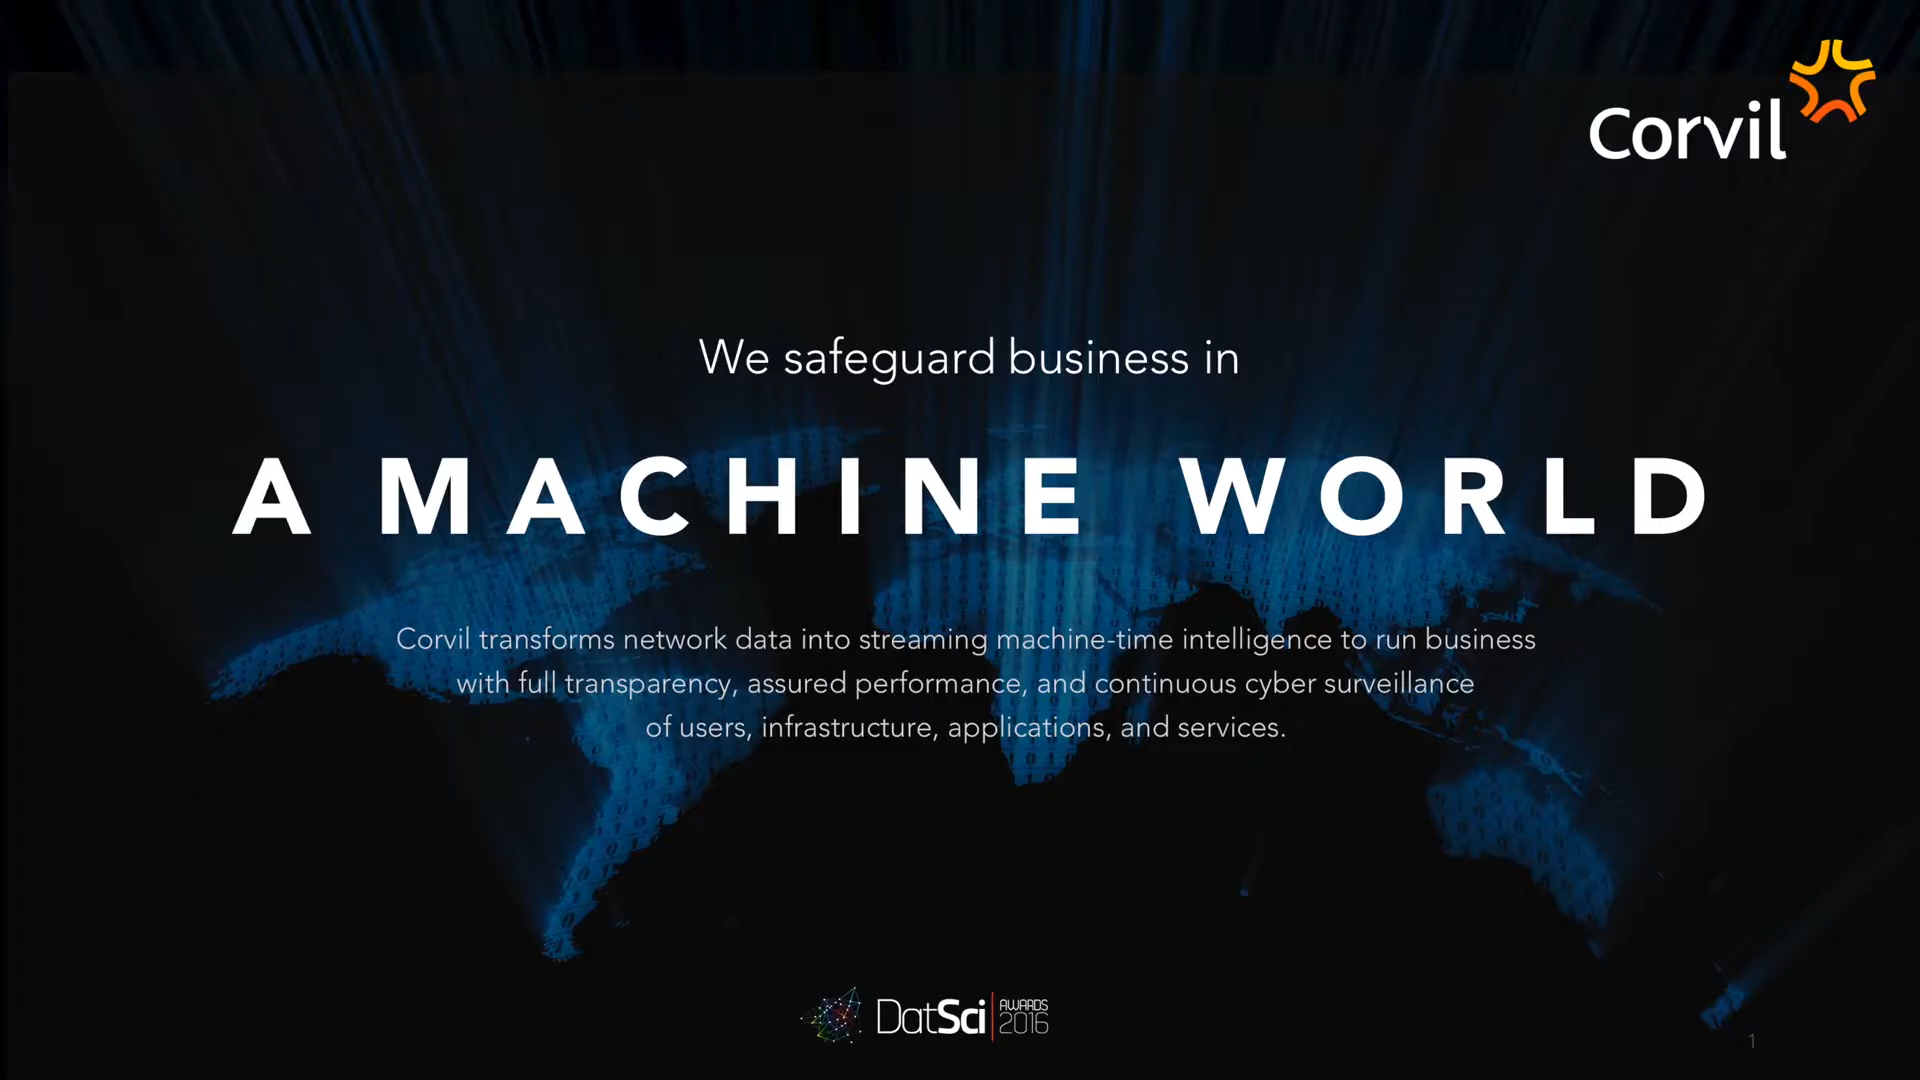 Corvil
We safeguard business in
A MACHINE WORLD
Corvil transforms network data into streaming machine-time intelligence to run business
with full transparency, assured performance, and continuous cyber surveillance
of users, infrastructure, applications, and services.
DatSci AWARDS
2016
1